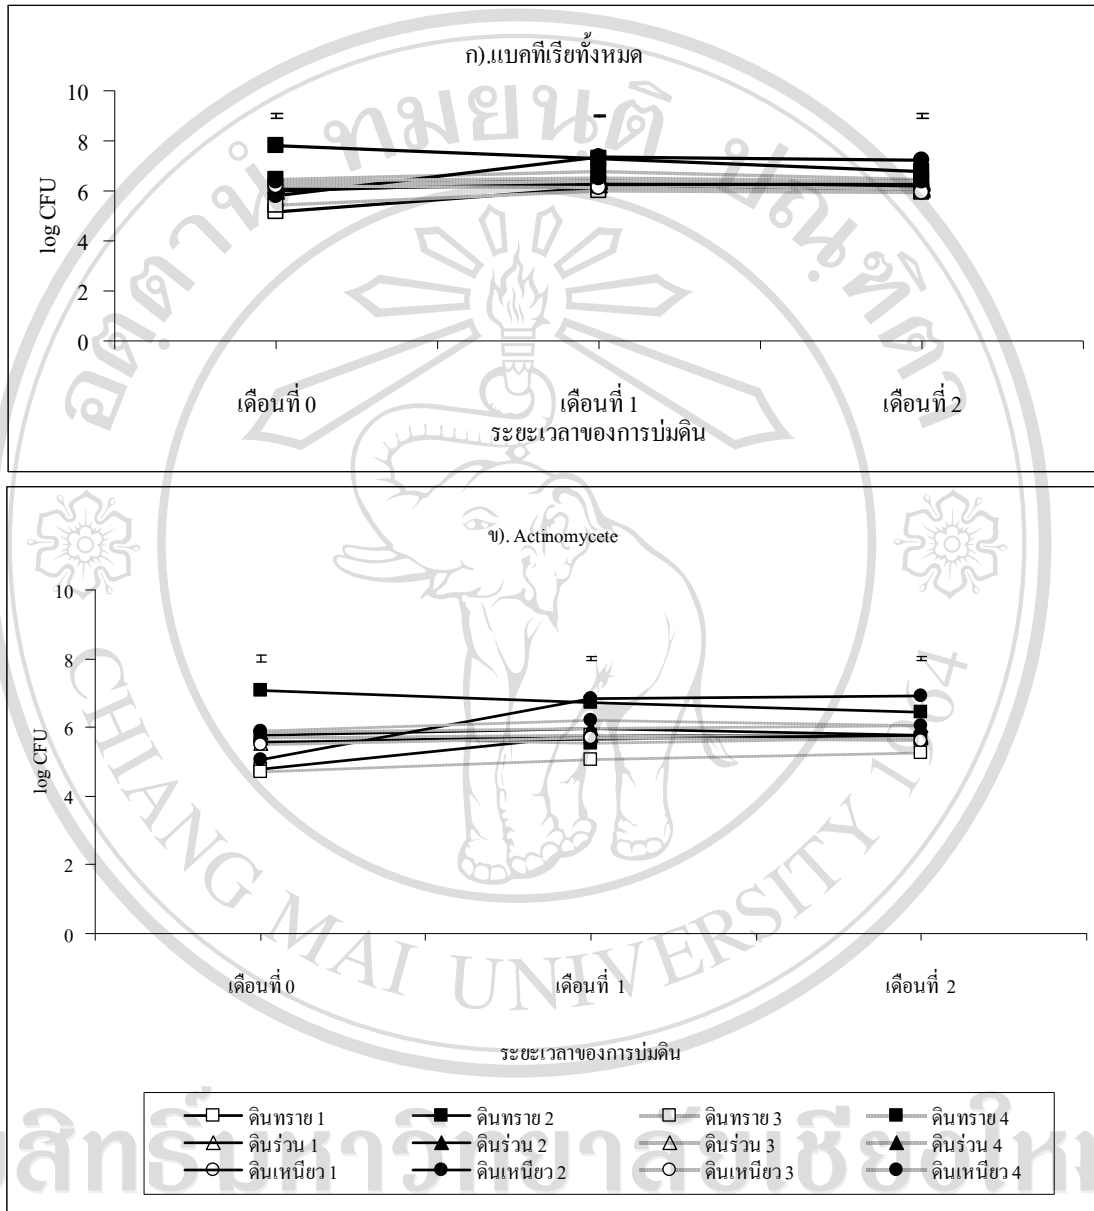 ก).แบคทีเรียทั้งหมด
10
8
6
4
2
0
log CFU
เดือนที่ 0 เดือนที่ 1 เดือนที่ 2
ระยะเวลาของการบ่มดิน
ข). Actinomycete
10
8
6
4
2
0
log CFU
เดือนที่ 0 เดือนที่ 1 เดือนที่ 2
ระยะเวลาของการบ่มดิน
ดินทราย 1 ดินทราย 2 ดินทราย 3 ดินทราย 4
ดินร่วน 1 ดินร่วน 2 ดินร่วน 3 ดินร่วน 4
ดินเหนียว 1 ดินเหนียว 2 ดินเหนียว 3 ดินเหนียว 4
CHIANG MAI UNIVERSITY 1964